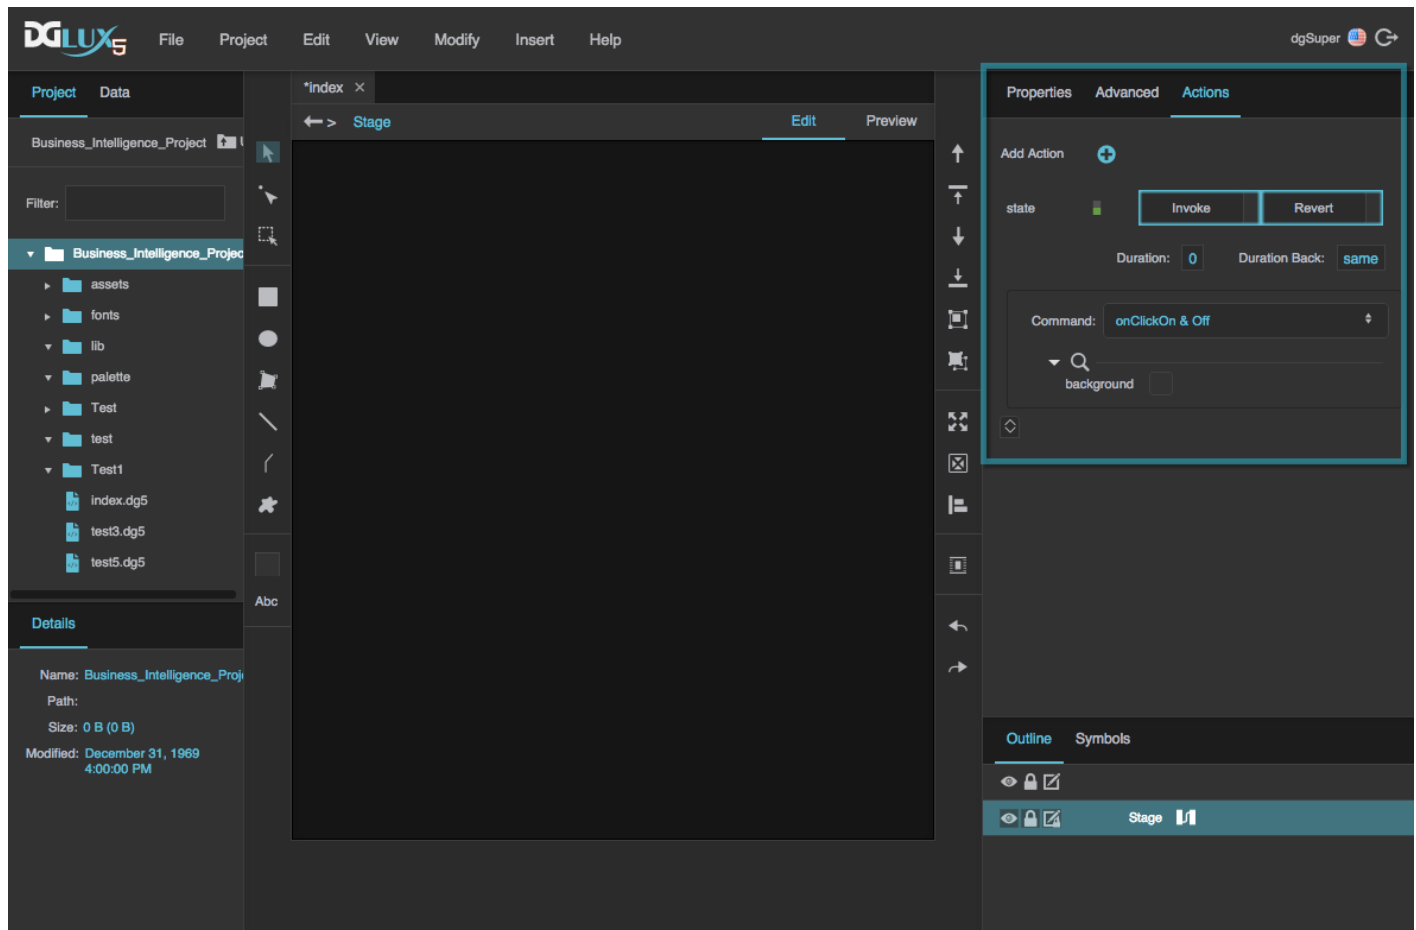 DGLUX5
File Project Edit View Modify Insert Help
dgSuper
Project Data
Business_Intelligence_Project
Filter:
Business_Intelligence_Projec
assets
fonts
lib
palette
Test
test
Test1
index.dg5
test3.dg5
test5.dg5
Details
Name: Business_Intelligence_Proj
Path:
Size: 0 B (0 B)
Modified: December 31, 1969
4:00:00 PM
Abc
*index
> Stage
Edit Preview
Properties Advanced Actions
Add Action
state Invoke Revert
Duration: 0 Duration Back: same
Command: onClickOn & Off
background
Outline Symbols
Stage